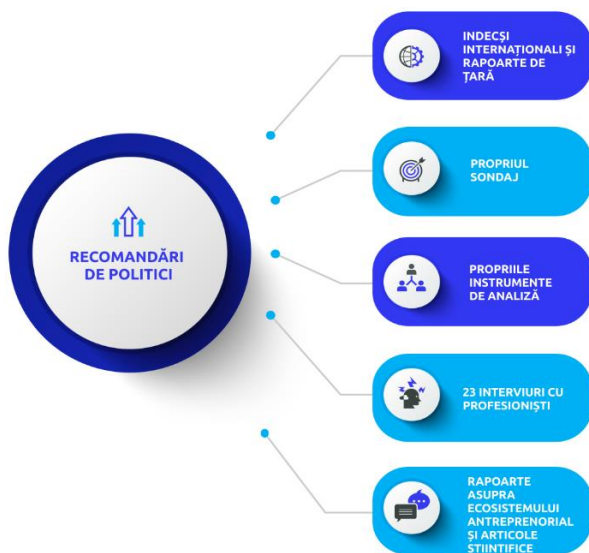 RECOMANDĂRI
DE POLITICI
INDECȘI
INTERNAȚIONALI ȘI
RAPOARTE DE
ȚARĂ
PROPRIUL
SONDAJ
PROPRIILE
INSTRUMENTE
DE ANALIZĂ
23 INTERVIURI CU
PROFESIONIȘTI
RAPOARTE
ASUPRA
ECOSISTEMULUI
ANTREPRENORIAL
ȘI ARTICOLE
ȘTIINȚIFICE